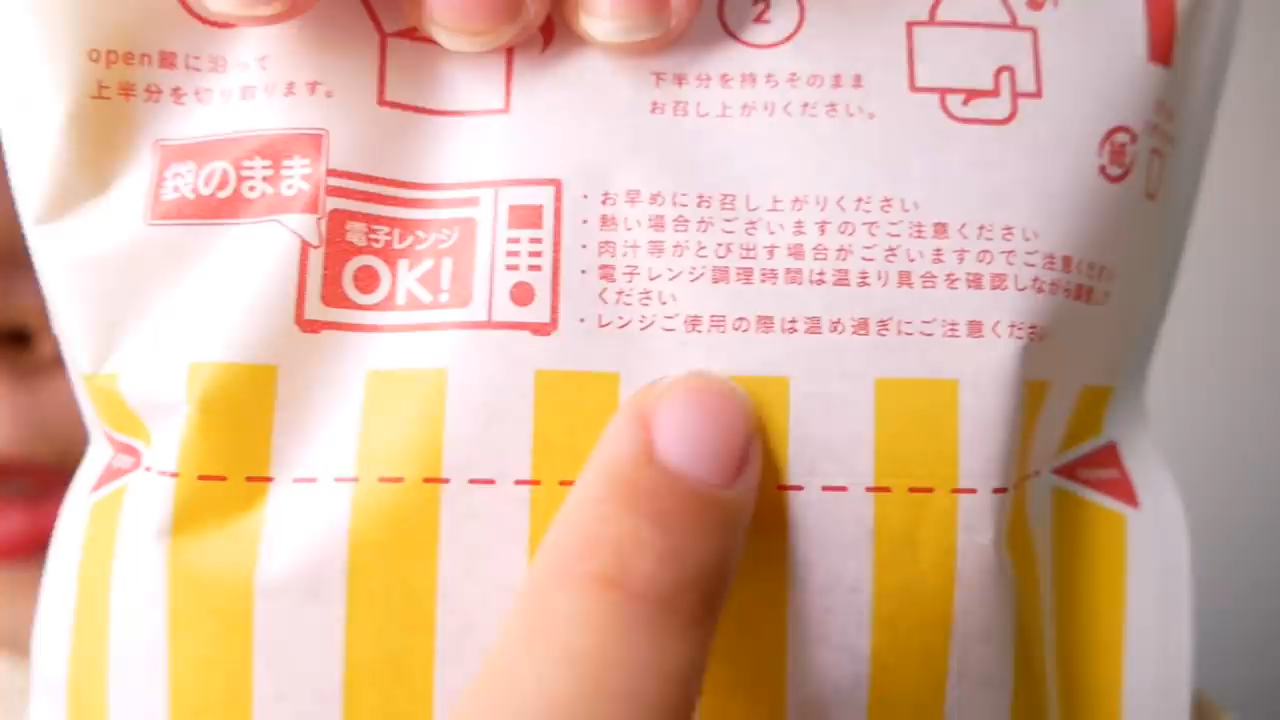 open線に沿って
上半分を切り取ります。
2
下半分を持ちそのまま
お召し上がりください。
袋のまま
電子レンジ
OK!
・お早めにお召し上がりください
・熱い場合がございますのでご注意ください
・肉汁等がとび出す場合がございますのでご注意ください
・電子レンジ調理時間は温まり具合を確認しながら
ください
・レンジご使用の際は温め過ぎにご注意ください
紙